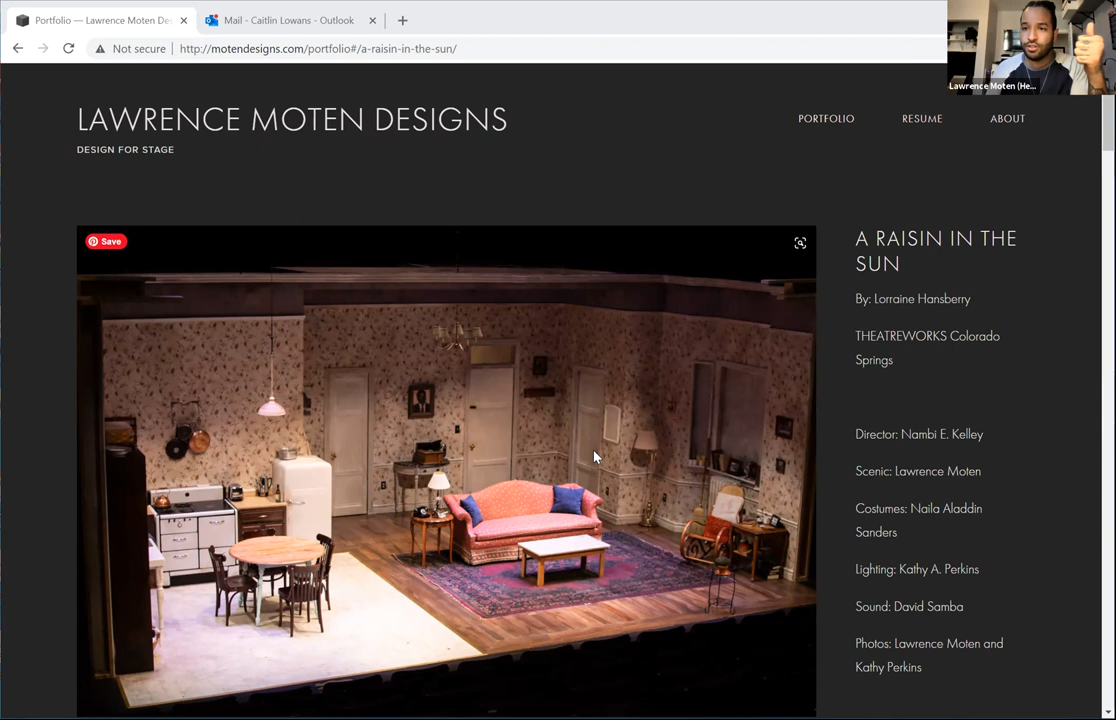 Portfolio — Lawrence Moten De
Mail - Caitlin Lowans - Outlook
Not secure
http://motendesigns.com/portfolio#/a-raisin-in-the-sun/
Lawrence Moten (He...
LAWRENCE MOTEN DESIGNS
DESIGN FOR STAGE
PORTFOLIO
RESUME
ABOUT
Save
A RAISIN IN THE
SUN
By: Lorraine Hansberry
THEATREWORKS Colorado
Springs
Director: Nambi E. Kelley
Scenic: Lawrence Moten
Costumes: Naila Aladdin
Sanders
Lighting: Kathy A. Perkins
Sound: David Samba
Photos: Lawrence Moten and
Kathy Perkins